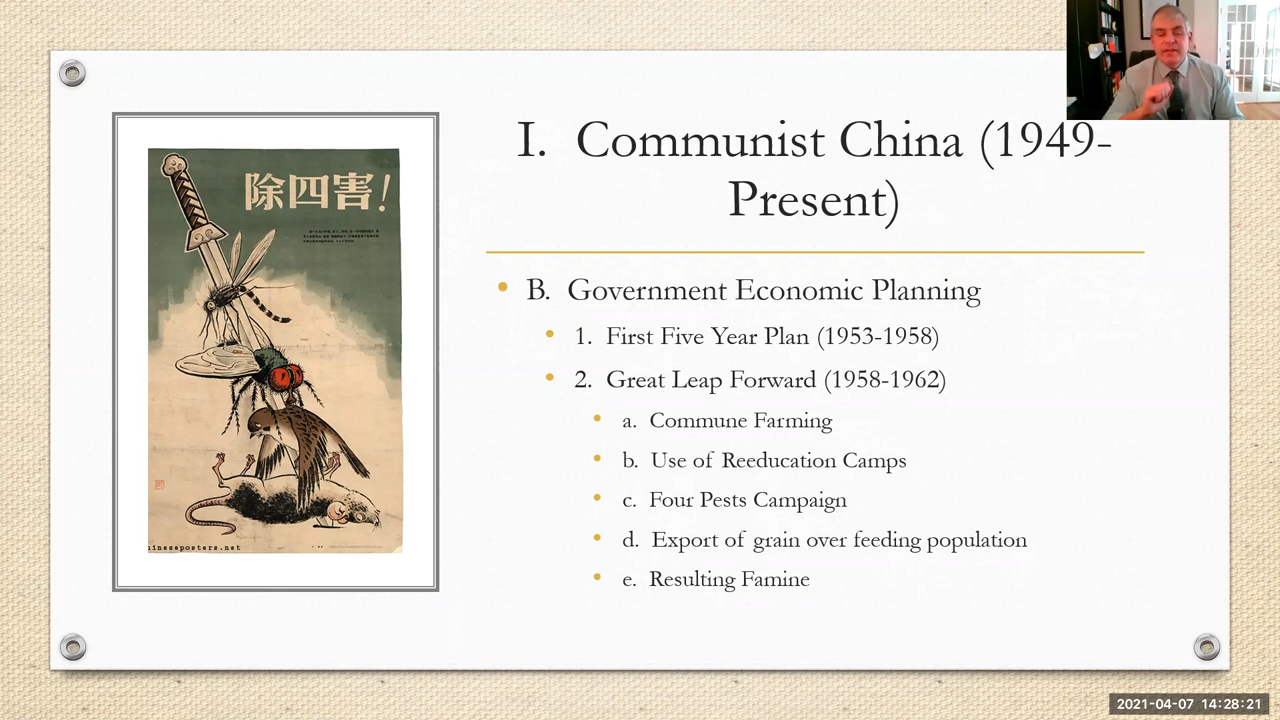 除四害!
ineseposters.net
I. Communist China (1949-
Present)
• B. Government Economic Planning
• 1. First Five Year Plan (1953-1958)
• 2. Great Leap Forward (1958-1962)
• a. Commune Farming
• b. Use of Reeducation Camps
• c. Four Pests Campaign
• d. Export of grain over feeding population
• e. Resulting Famine
2021-04-07 14:28:21